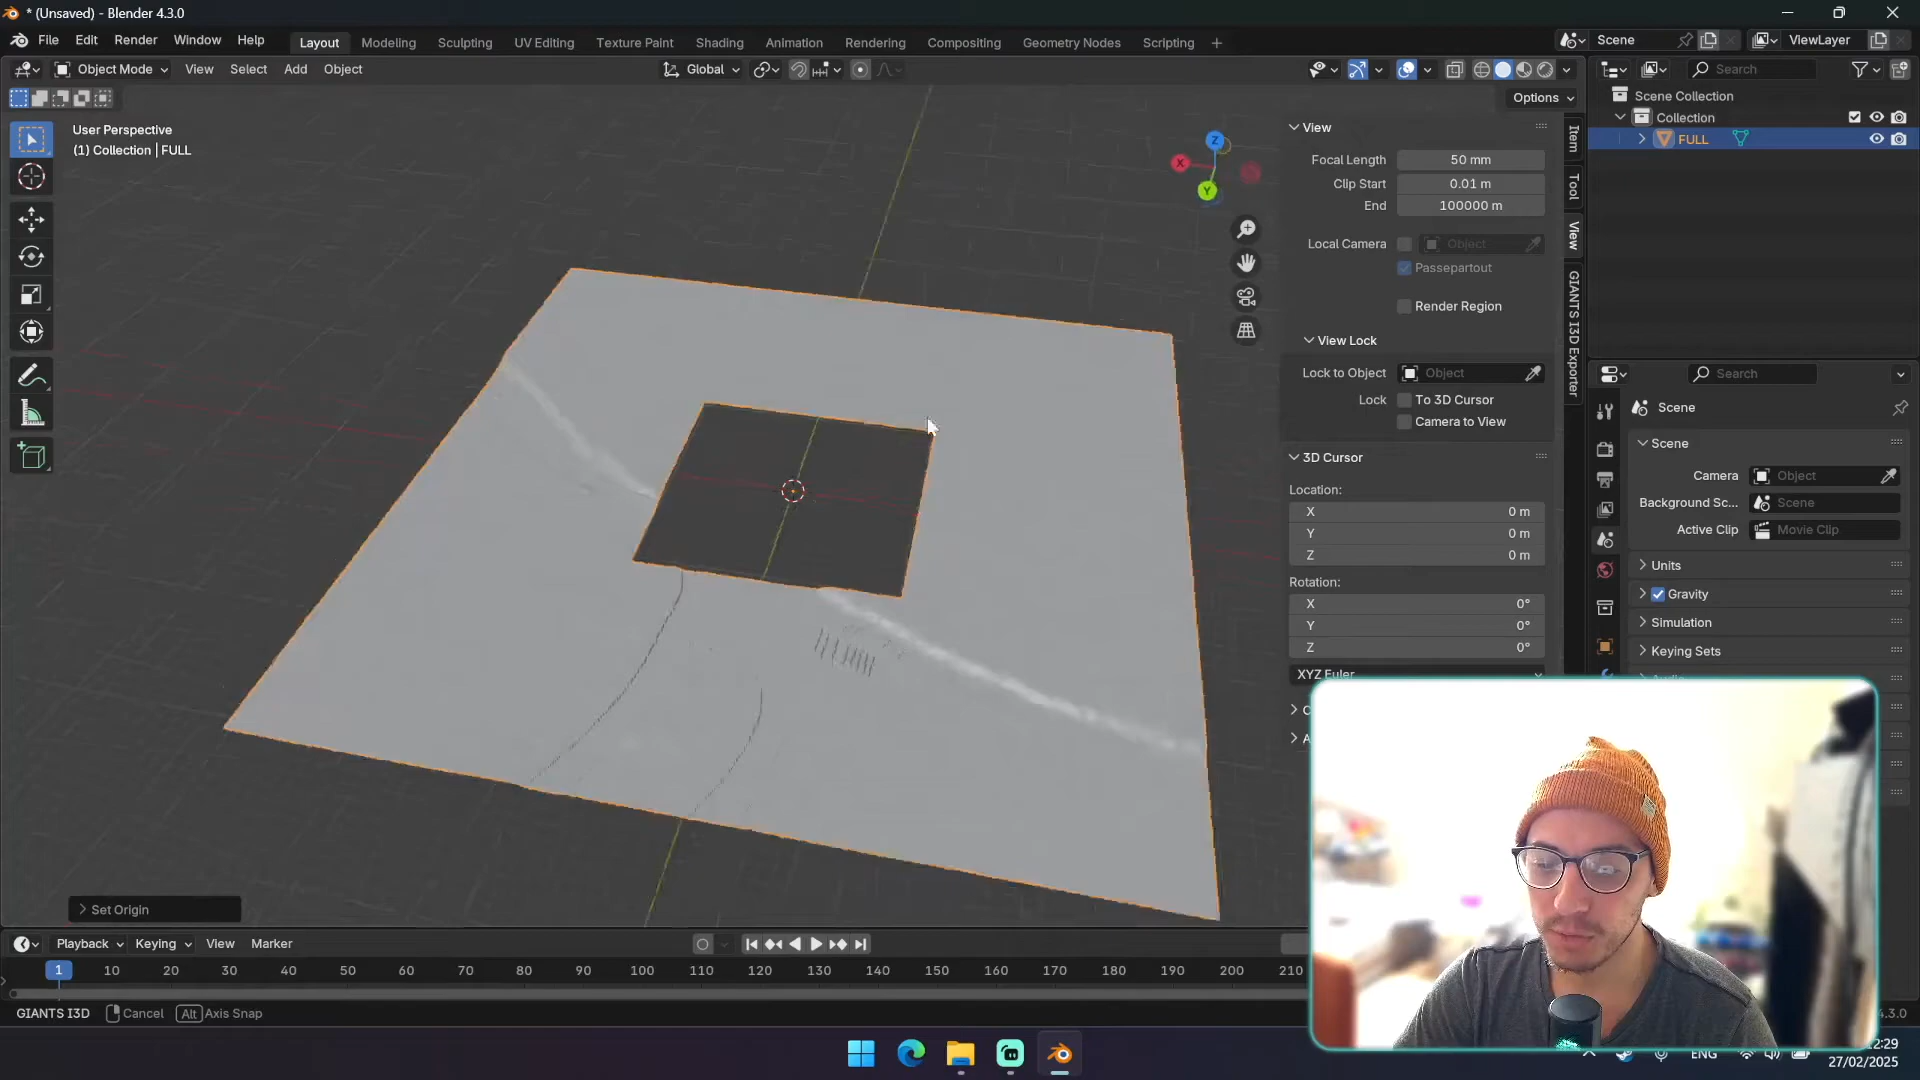 * (Unsaved) - Blender 4.3.0
File Edit Render Window Help Layout Modeling Sculpting UV Editing Texture Paint Shading Animation Rendering Compositing Geometry Nodes Scripting + Scene ViewLayer
Object Mode View Select Add Object Global Search
Options
User Perspective
(1) Collection | FULL
Scene Collection
Collection
FULL
X
Y
Z
View
Focal Length 50 mm
Clip Start 0.01 m
End 100000 m
Local Camera Object
Passepartout
Render Region
View Lock
Lock to Object Object
Lock To 3D Cursor
Camera to View
3D Cursor
Location:
X 0 m
Y 0 m
Z 0 m
Rotation:
X 0°
Y 0°
Z 0°
XYZ Euler
Item
Tool
View
GIANTS I3D Exporter
Search
Scene
Scene
Camera Object
Background Sc... Scene
Active Clip Movie Clip
Units
Gravity
Simulation
Keying Sets
Set Origin
Playback Keying View Marker
1 10 20 30 40 50 60 70 80 90 100 110 120 130 140 150 160 170 180 190 200 210
GIANTS I3D Cancel Alt Axis Snap
4.3.0
ENG
12:29
27/02/2025